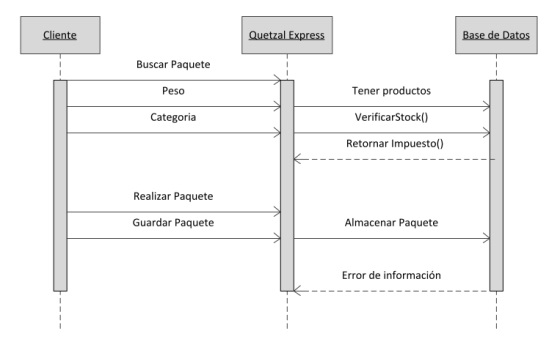 Cliente
Quetzal Express
Base de Datos
Buscar Paquete
Peso
Tener productos
Categoria
VerificarStock()
Retornar Impuesto()
Realizar Paquete
Guardar Paquete
Almacenar Paquete
Error de información